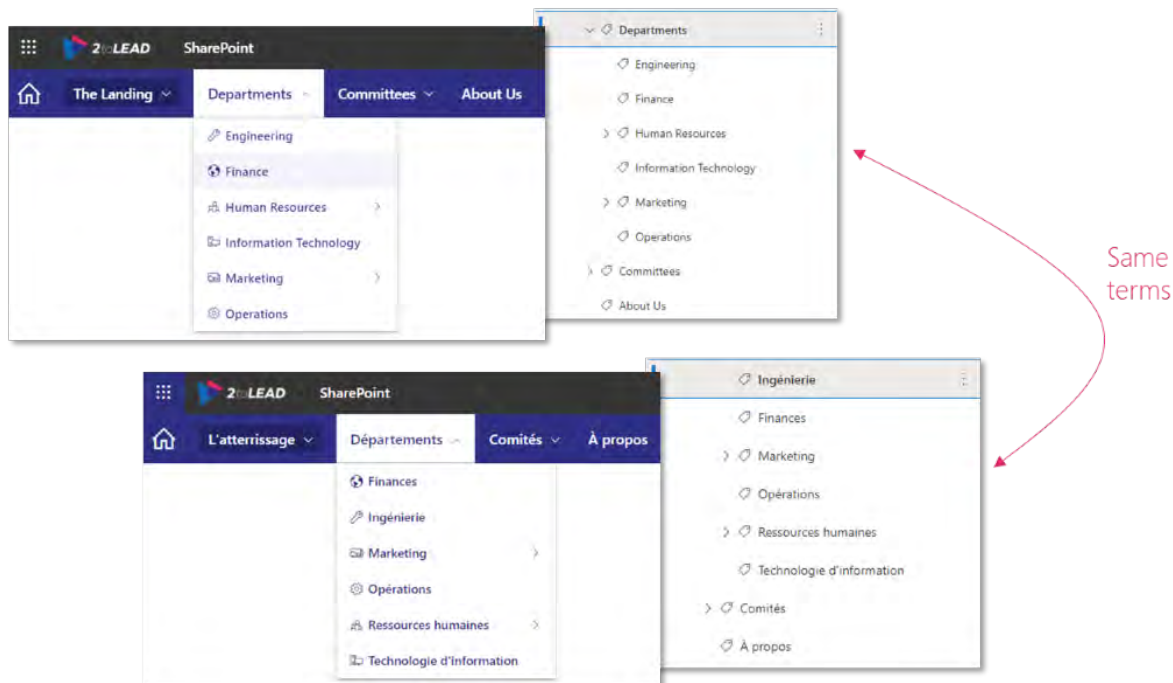 2toLEAD SharePoint
The Landing Departments Committees About Us
Engineering
Finance
Human Resources
Information Technology
Marketing
Operations
Departments
Engineering
Finance
Human Resources
Information Technology
Marketing
Operations
Committees
About Us
Same
terms
2toLEAD SharePoint
L'atterrissage Départements Comités À propos
Finances
Ingénierie
Marketing
Opérations
Ressources humaines
Technologie d'information
Ingénierie
Finances
Marketing
Opérations
Ressources humaines
Technologie d'information
Comités
À propos